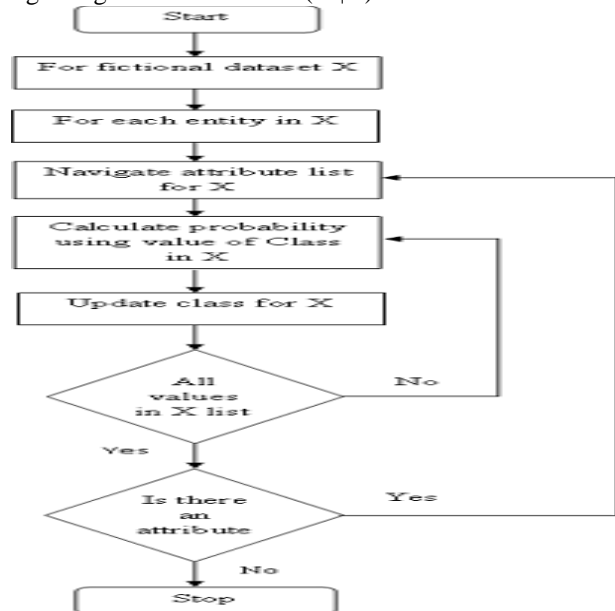 Start
For fictional dataset X
For each entity in X
Navigate attribute list
for X
Calculate probability
using value of Class
in X
Update class for X
All
values
in X list
No
Yes
Is there
an
attribute
Yes
No
Stop